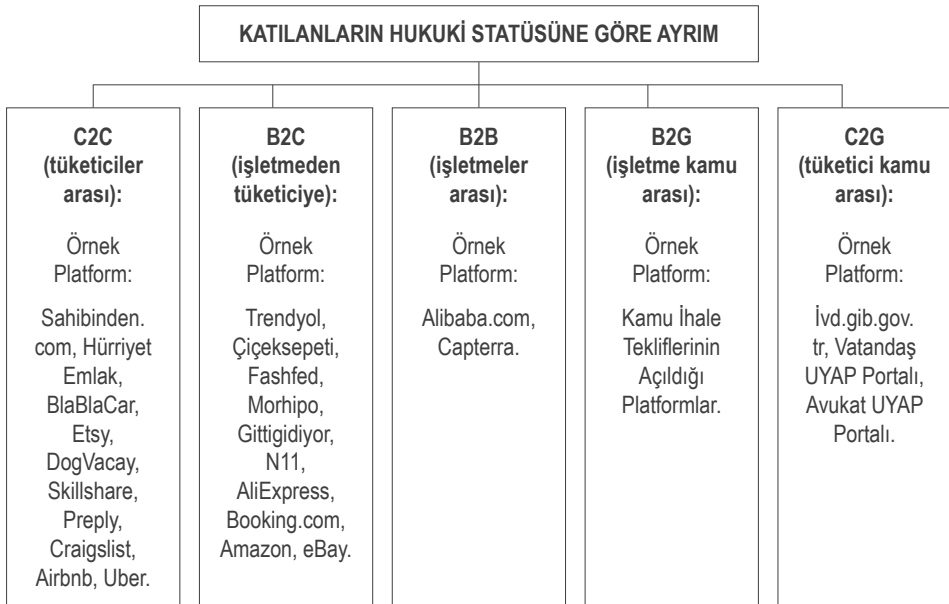 KATILANLARIN HUKUKİ STATÜSÜNE GÖRE AYRIM
C2C
(tüketiciler
arası):
Örnek
Platform:
Sahibinden.
com, Hürriyet
Emlak,
BlaBlaCar,
Etsy,
DogVacay,
Skillshare,
Preply,
Craigslist,
Airbnb, Uber.
B2C
(işletmeden
tüketiciye):
Örnek
Platform:
Trendyol,
Çiçeksepeti,
Fashfed,
Morhipo,
Gittigidiyor,
N11,
AliExpress,
Booking.com,
Amazon, eBay.
B2B
(işletmeler
arası):
Örnek
Platform:
Alibaba.com,
Capterra.
B2G
(işletme kamu
arası):
Örnek
Platform:
Kamu İhale
Tekliflerinin
Açıldığı
Platformlar.
C2G
(tüketici kamu
arası):
Örnek
Platform:
İvd.gib.gov.
tr, Vatandaş
UYAP Portalı,
Avukat UYAP
Portalı.